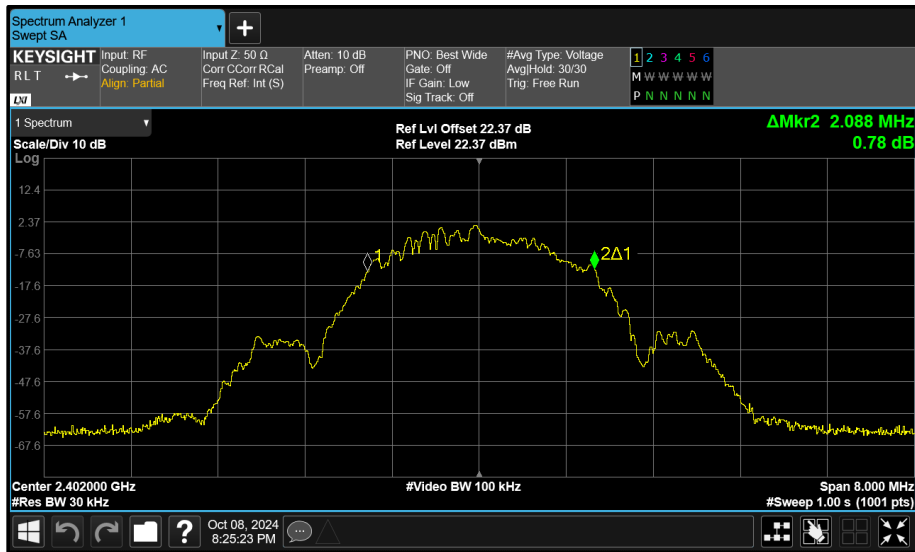 Spectrum Analyzer 1
Swept SA
+
KEYSIGHT
R L T
LXI
Input: RF
Coupling: AC
Align: Partial
Input Z: 50 Ω
Corr CCorr RCal
Freq Ref: Int (S)
Atten: 10 dB
Preamp: Off
PNO: Best Wide
Gate: Off
IF Gain: Low
Sig Track: Off
#Avg Type: Voltage
Avg|Hold: 30/30
Trig: Free Run
1 2 3 4 5 6
M W W W W W
P N N N N N
1 Spectrum
Scale/Div 10 dB
Log
Ref Lvl Offset 22.37 dB
Ref Level 22.37 dBm
ΔMkr2 2.088 MHz
0.78 dB
12.4
2.37
-7.63
-17.6
-27.6
-37.6
-47.6
-57.6
-67.6
1
2Δ1
Center 2.402000 GHz
#Res BW 30 kHz
#Video BW 100 kHz
Span 8.000 MHz
#Sweep 1.00 s (1001 pts)
?
Oct 08, 2024
8:25:23 PM